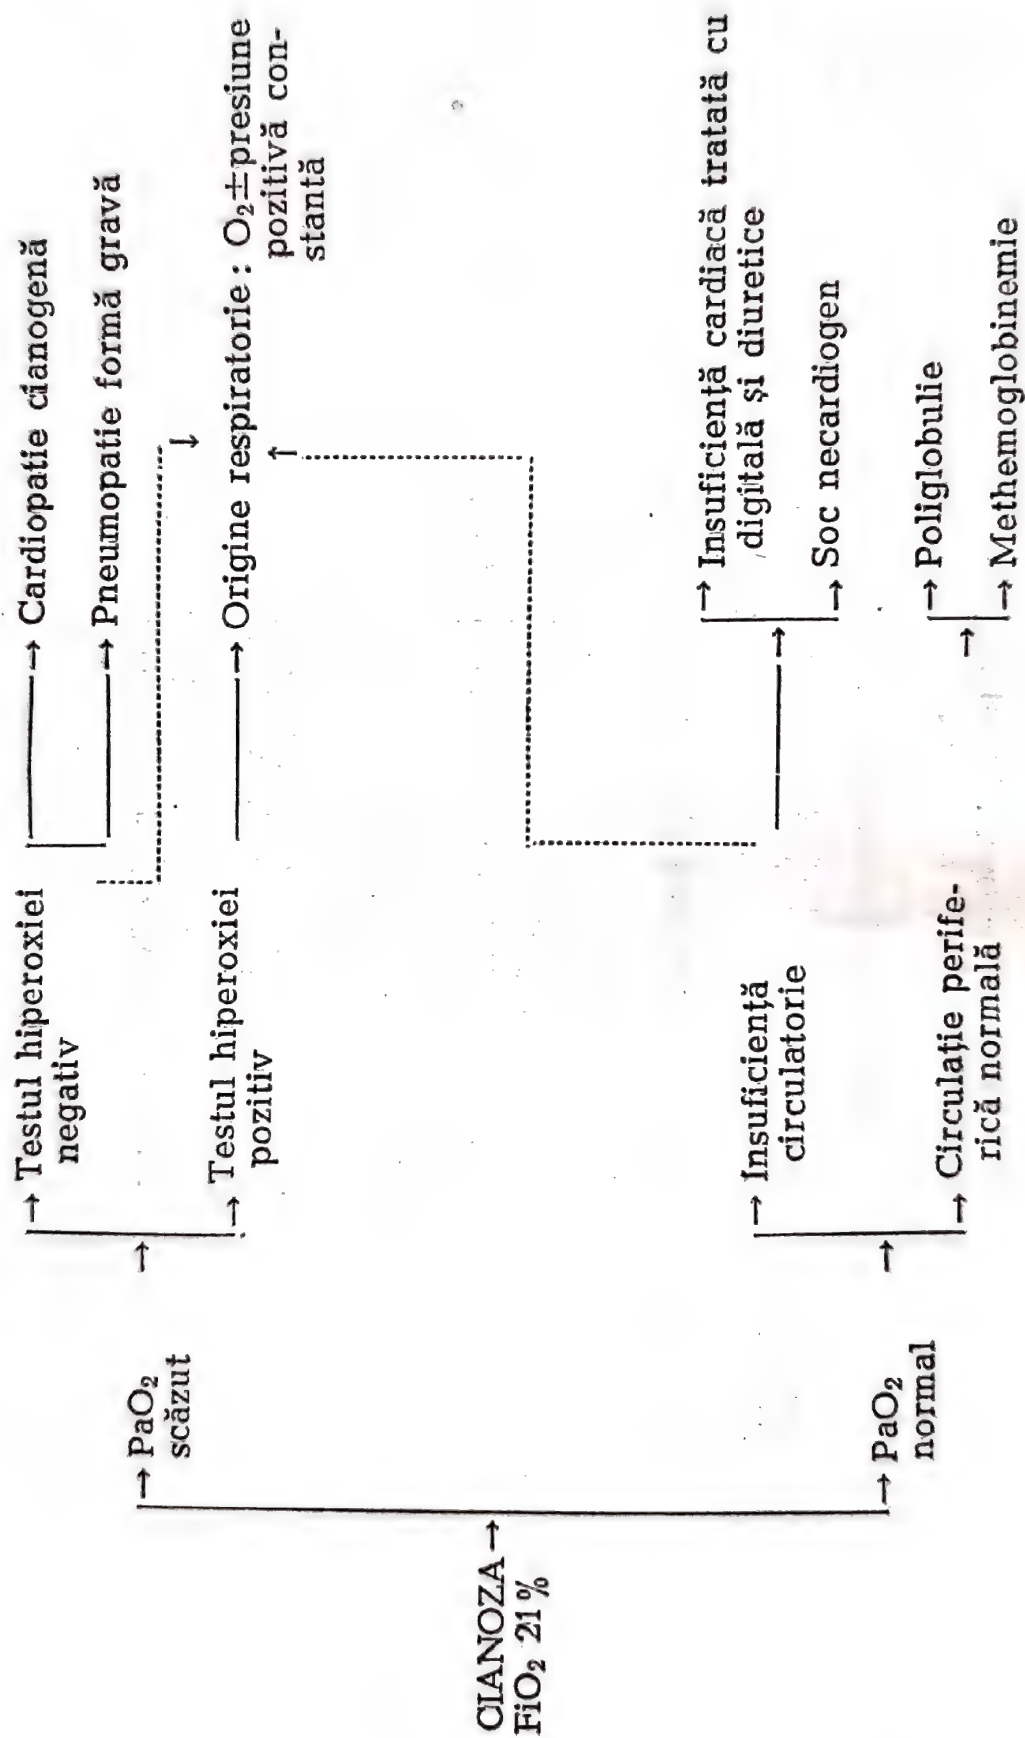 CIANOZA →
FiO₂ 21%
→ PaO₂
scăzut
→ PaO₂
normal
→
→ Testul hiperoxiei
negativ
→ Testul hiperoxiei
pozitiv
→
→ Insuficiență
circulatorie
→ Circulație perife-
rică normală
→ Cardiopatie cianogenă
→ Pneumopatie formă gravă
→ Origine respiratorie : O₂±presiune
pozitivă con-
stantă
→ Insuficiență cardiacă tratată cu
digitală și diuretice
→ Soc necardiogen
→ Poliglobulie
→ Methemoglobinemie